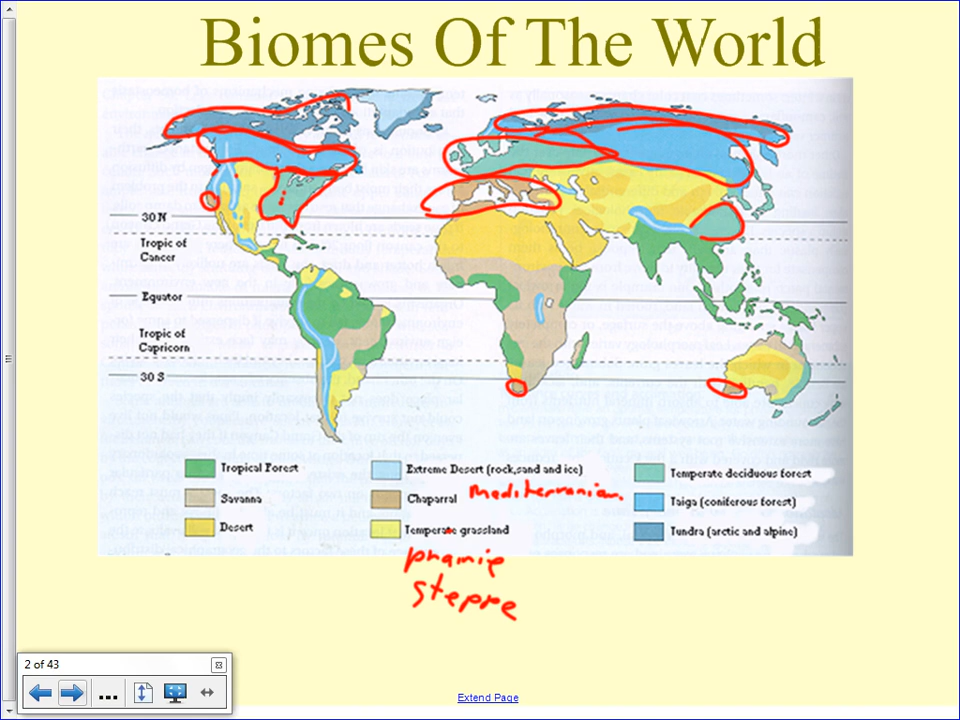 Biomes Of The World
30 N
Tropic of
Cancer
Equator
Tropic of
Capricorn
30 S
Tropical Forest
Extreme Desert (rock,sand and ice)
Temperate deciduous forest
Savanna
Chaparral
Mediterranian
Taiga (coniferous forest)
Desert
Temperate grassland
Tundra (arctic and alpine)
pramie
steppe
2 of 43
...
Extend Page